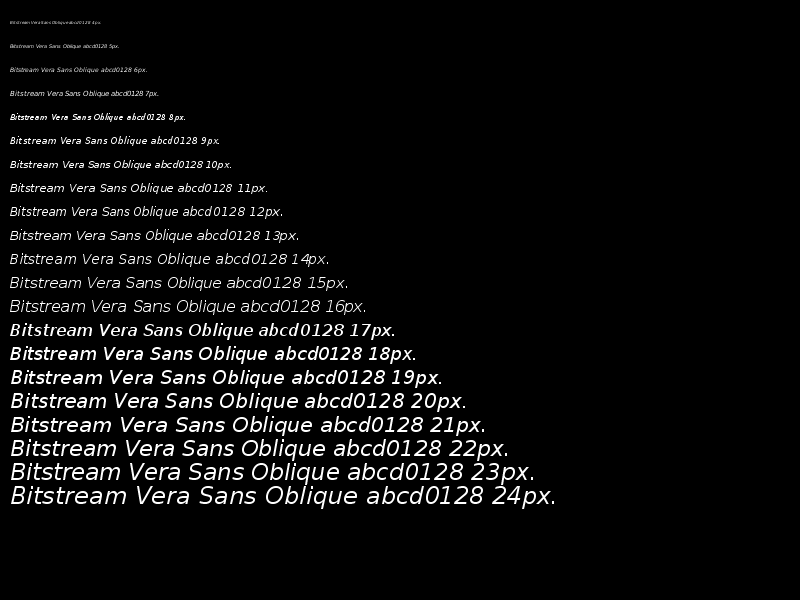 Bitstream Vera Sans Oblique abcd0128 4px.
Bitstream Vera Sans Oblique abcd0128 5px.
Bitstream Vera Sans Oblique abcd0128 6px.
Bitstream Vera Sans Oblique abcd0128 7px.
Bitstream Vera Sans Oblique abcd0128 8px.
Bitstream Vera Sans Oblique abcd0128 9px.
Bitstream Vera Sans Oblique abcd0128 10px.
Bitstream Vera Sans Oblique abcd0128 11px.
Bitstream Vera Sans Oblique abcd0128 12px.
Bitstream Vera Sans Oblique abcd0128 13px.
Bitstream Vera Sans Oblique abcd0128 14px.
Bitstream Vera Sans Oblique abcd0128 15px.
Bitstream Vera Sans Oblique abcd0128 16px.
Bitstream Vera Sans Oblique abcd0128 17px.
Bitstream Vera Sans Oblique abcd0128 18px.
Bitstream Vera Sans Oblique abcd0128 19px.
Bitstream Vera Sans Oblique abcd0128 20px.
Bitstream Vera Sans Oblique abcd0128 21px.
Bitstream Vera Sans Oblique abcd0128 22px.
Bitstream Vera Sans Oblique abcd0128 23px.
Bitstream Vera Sans Oblique abcd0128 24px.